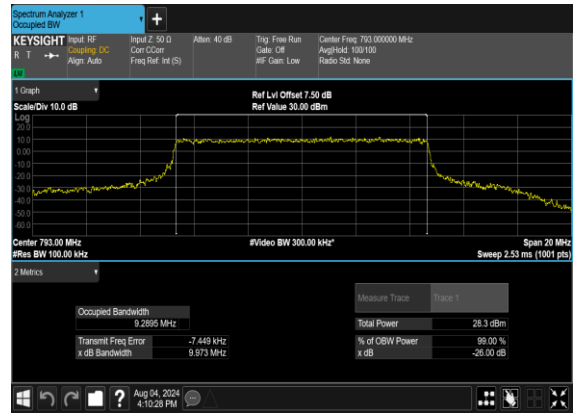 Spectrum Analyzer 1
Occupied BW
KEYSIGHT
R T
Input: RF
Coupling: DC
Align: Auto
Input Z: 50 Ω
Corr CCorr
Freq Ref: Int (S)
Atten: 40 dB
Trig: Free Run
Gate: Off
#IF Gain: Low
Center Freq: 793.000000 MHz
Avg|Hold: 100/100
Radio Std: None
1 Graph
Scale/Div 10.0 dB
Ref Lvl Offset 7.50 dB
Ref Value 30.00 dBm
Log
20.0
10.0
0.00
-10.0
-20.0
-30.0
-40.0
-50.0
-60.0
Center 793.00 MHz
#Res BW 100.00 kHz
#Video BW 300.00 kHz*
Span 20 MHz
Sweep 2.53 ms (1001 pts)
2 Metrics
Measure Trace Trace 1
Occupied Bandwidth
9.2895 MHz
Total Power 28.3 dBm
Transmit Freq Error -7.449 kHz
% of OBW Power 99.00 %
x dB Bandwidth 9.973 MHz
x dB -26.00 dB
Aug 04, 2024
4:10:28 PM